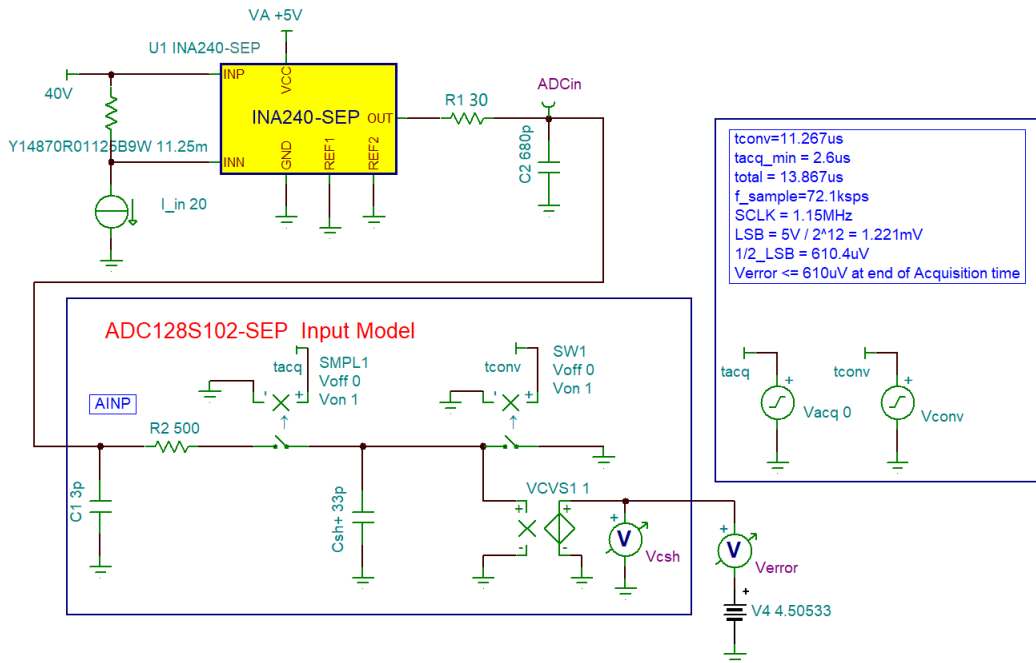 VA +5V
U1 INA240-SEP
40V
INP
VCC
INA240-SEP
OUT
INN
GND
REF1
REF2
Y14870R01125B9W 11.25m
I_in 20
R1 30
ADCin
C2 680p
tconv=11.267us
tacq_min = 2.6us
total = 13.867us
f_sample=72.1ksps
SCLK = 1.15MHz
LSB = 5V / 2^12 = 1.221mV
1/2_LSB = 610.4uV
Verror <= 610uV at end of Acquisition time
ADC128S102-SEP Input Model
tacq
SMPL1
Voff 0
Von 1
tconv
SW1
Voff 0
Von 1
AINP
R2 500
C1 3p
Csh+ 33p
VCVS1 1
V
Vcsh
V
Verror
V4 4.50533
tacq
Vacq 0
tconv
Vconv